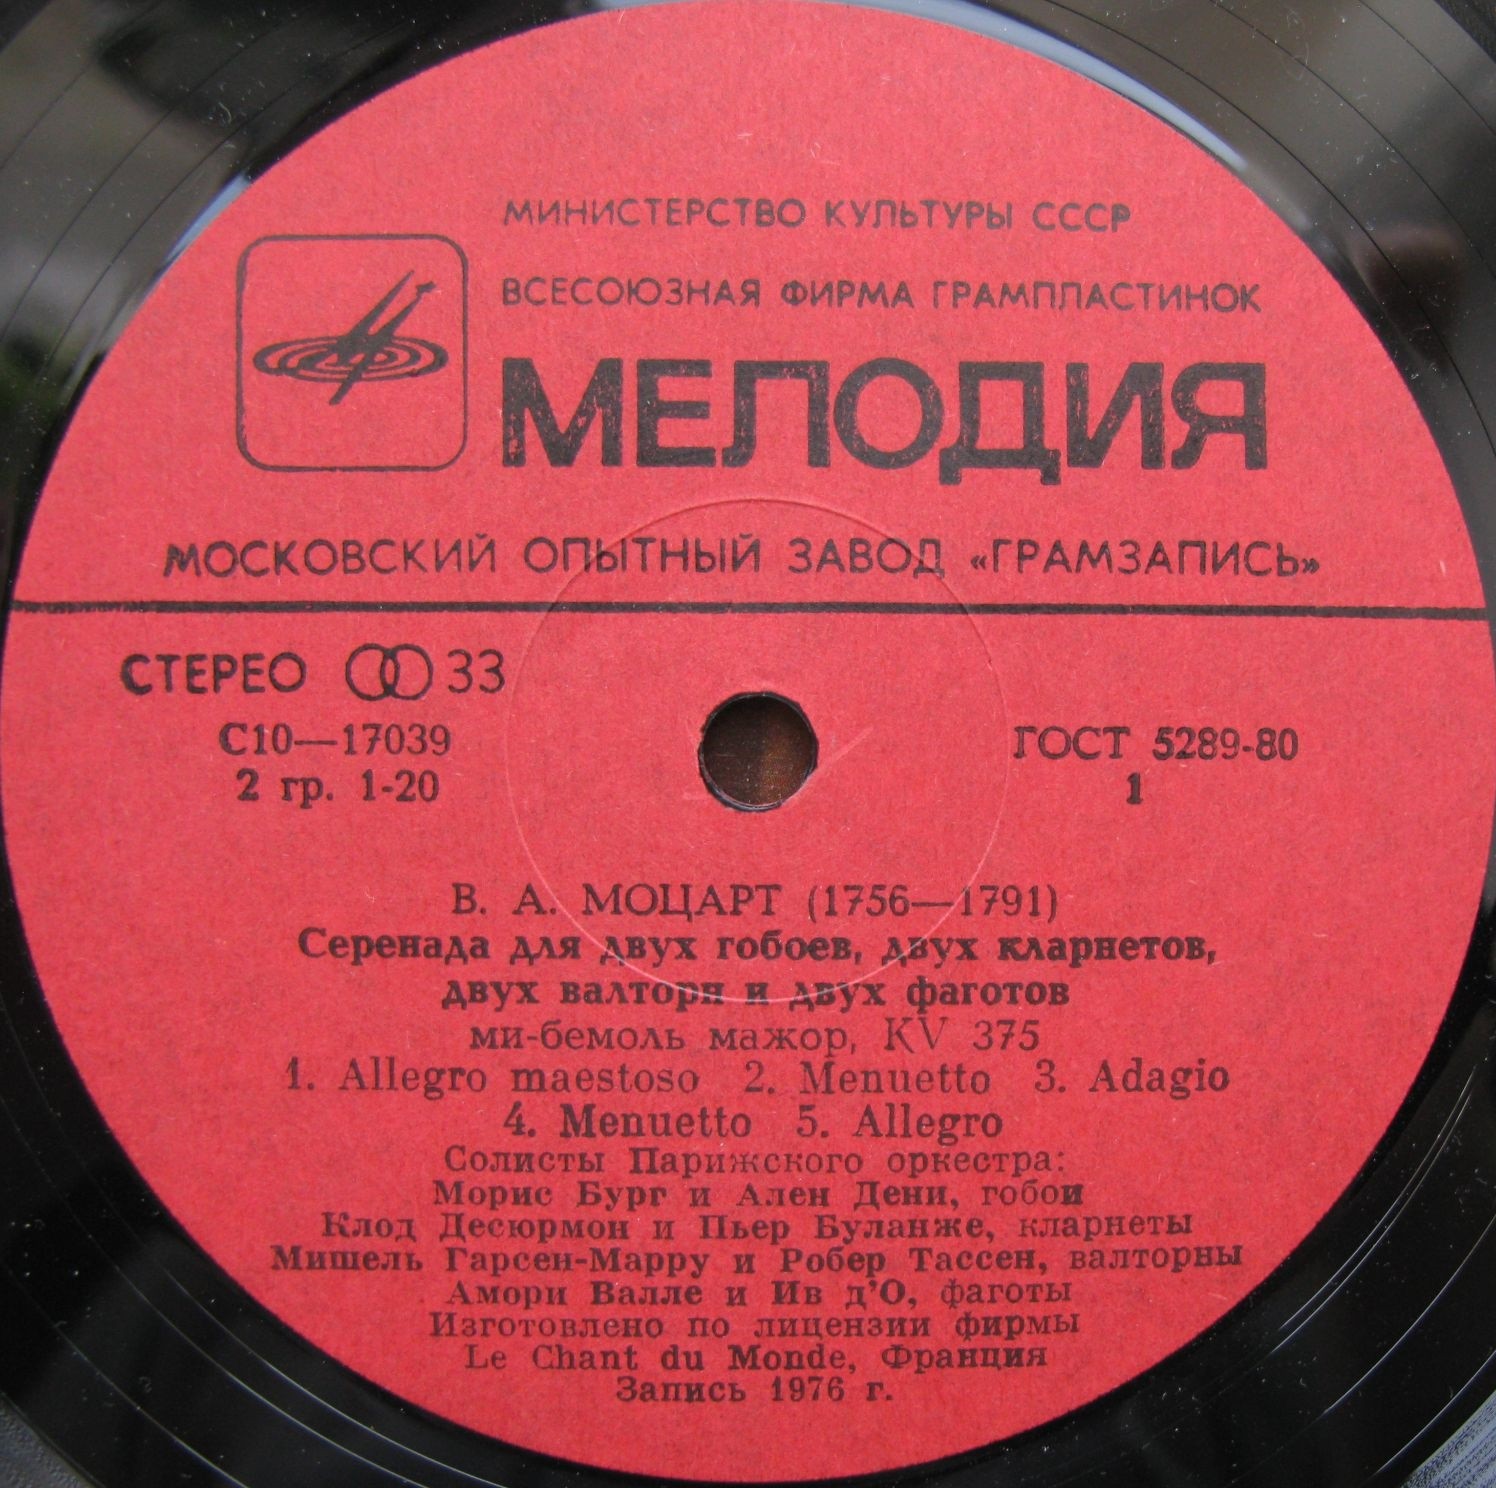 МИНИСТЕРСТВО КУЛЬТУРЫ СССР
ВСЕСОЮЗНАЯ ФИРМА ГРАМПЛАСТИНОК
МЕЛОДИЯ
МОСКОВСКИЙ ОПЫТНЫЙ ЗАВОД «ГРАМЗАПИСЬ»
СТЕРЕО 33
С10—17039
2 гр. 1-20
ГОСТ 5289-80
1
В. А. МОЦАРТ (1756—1791)
Серенада для двух гобоев, двух кларнетов,
двух валторн и двух фаготов
ми-бемоль мажор, KV 375
1. Allegro maestoso 2. Menuetto 3. Adagio
4. Menuetto 5. Allegro
Солисты Парижского оркестра:
Морис Бург и Ален Дени, гобои
Клод Десюрмон и Пьер Буланже, кларнеты
Мишель Гарсен-Марру и Робер Тассен, валторны
Амори Валле и Ив д'О, фаготы
Изготовлено по лицензии фирмы
Le Chant du Monde, Франция
Запись 1976 г.